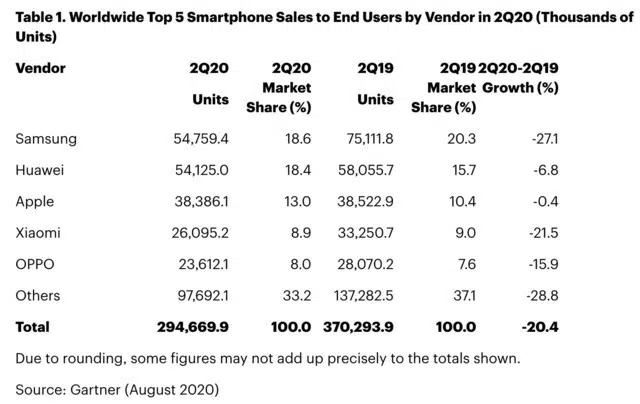 Table 1. Worldwide Top 5 Smartphone Sales to End Users by Vendor in 2Q20 (Thousands of
Units)
Vendor 2Q20 2Q20 2Q19 2Q19 2Q20-2Q19
Units Market Units Market Growth (%)
Share (%) Share (%)
Samsung 54,759.4 18.6 75,111.8 20.3 -27.1
Huawei 54,125.0 18.4 58,055.7 15.7 -6.8
Apple 38,386.1 13.0 38,522.9 10.4 -0.4
Xiaomi 26,095.2 8.9 33,250.7 9.0 -21.5
OPPO 23,612.1 8.0 28,070.2 7.6 -15.9
Others 97,692.1 33.2 137,282.5 37.1 -28.8
Total 294,669.9 100.0 370,293.9 100.0 -20.4
Due to rounding, some figures may not add up precisely to the totals shown.
Source: Gartner (August 2020)